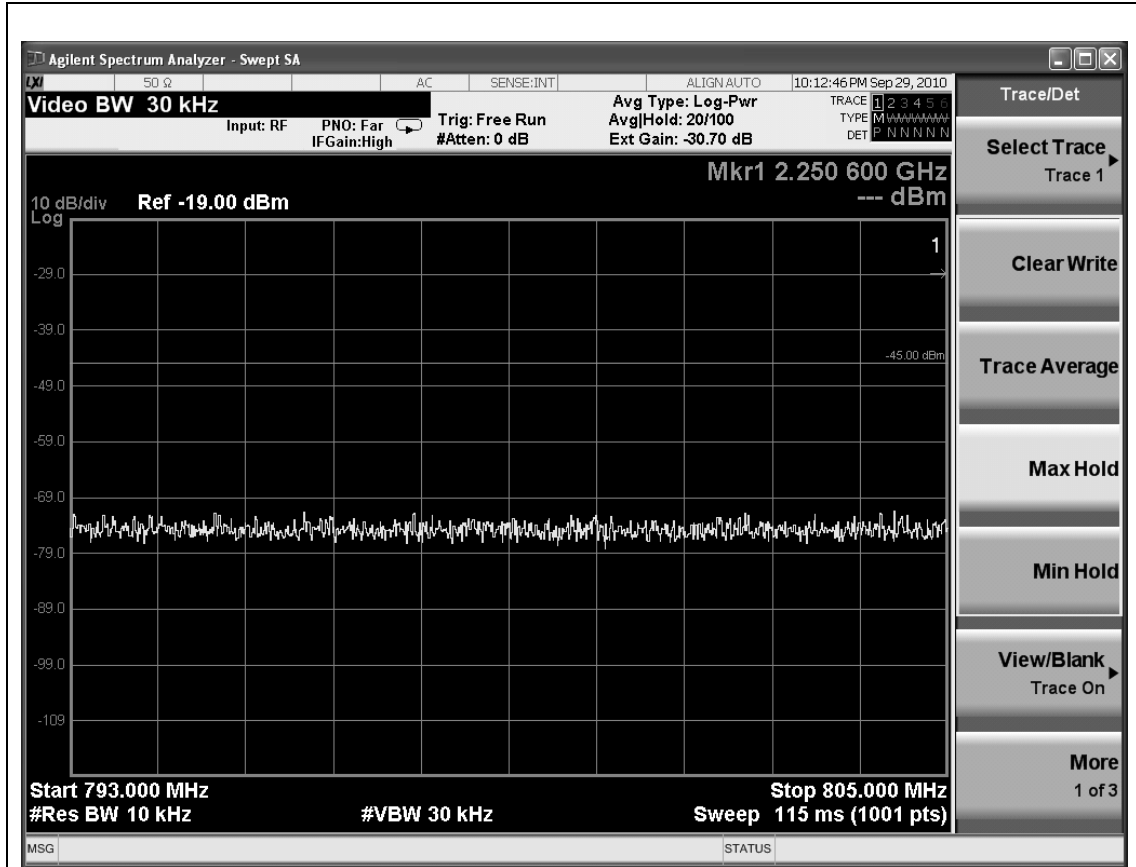 Agilent Spectrum Analyzer - Swept SA
LXI 50 Ω AC SENSE:INT ALIGN AUTO 10:12:46 PM Sep 29, 2010
Video BW 30 kHz
Input: RF
PNO: Far
IFGain:High
Trig: Free Run
#Atten: 0 dB
Avg Type: Log-Pwr
Avg|Hold: 20/100
Ext Gain: -30.70 dB
TRACE 1 2 3 4 5 6
TYPE M WWWWW
DET P N N N N N
Mkr1 2.250 600 GHz
--- dBm
10 dB/div Ref -19.00 dBm
Log
1
-29.0
-39.0
-45.00 dBm
-49.0
-59.0
-69.0
-79.0
-89.0
-99.0
-109
Start 793.000 MHz Stop 805.000 MHz
#Res BW 10 kHz #VBW 30 kHz Sweep 115 ms (1001 pts)
MSG STATUS
Trace/Det
Select Trace
Trace 1
Clear Write
Trace Average
Max Hold
Min Hold
View/Blank
Trace On
More
1 of 3